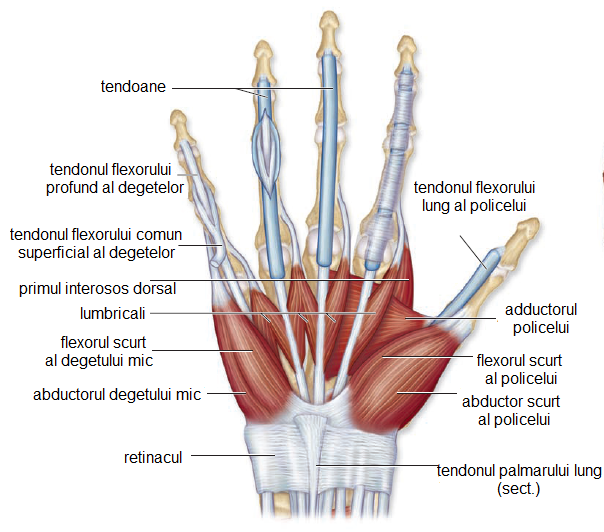 tendoane
tendonul flexorului
profund al degetelor
tendonul flexorului comun
superficial al degetelor
primul interosos dorsal
lumbricali
flexorul scurt
al degetului mic
abductorul degetului mic
retinacul
tendonul flexorului
lung al policelui
adductorul
policelui
flexorul scurt
al policelui
abductor scurt
al policelui
tendonul palmarului lung
(sect.)